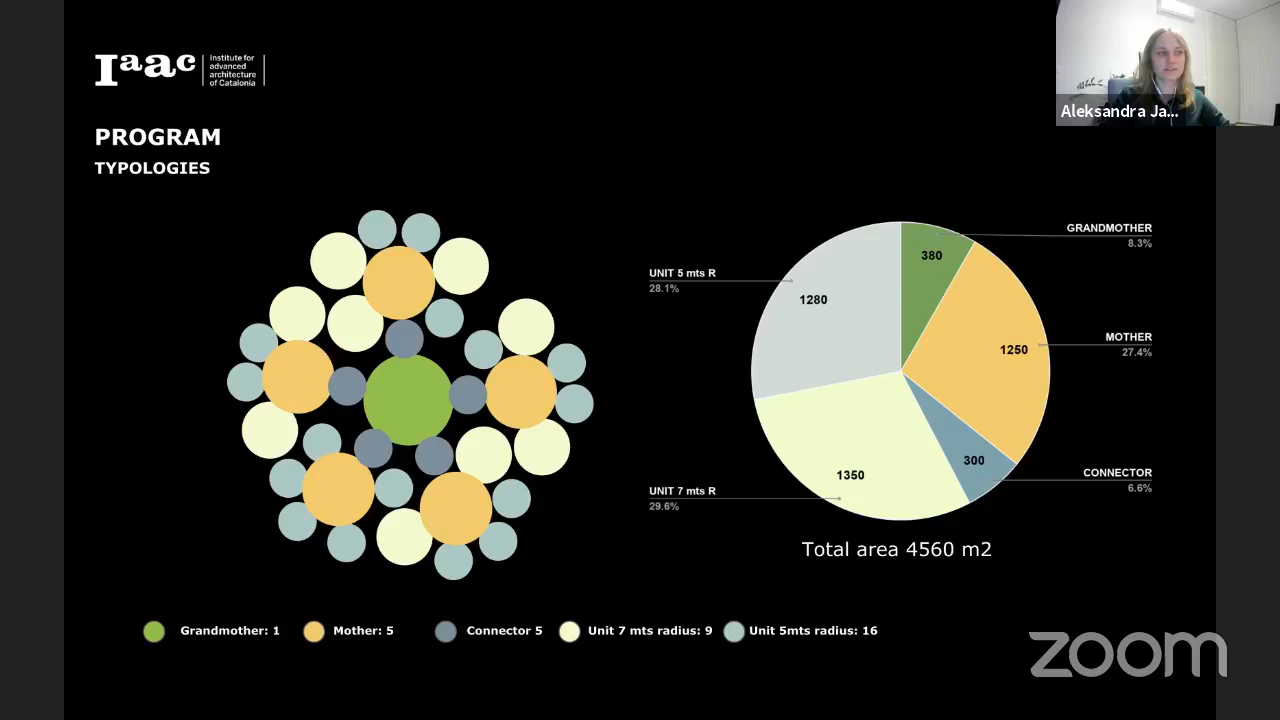 Iaac
Institute for
advanced
architecture
of Catalonia
PROGRAM
TYPOLOGIES
Aleksandra Ja...
GRANDMOTHER
8.3%
380
UNIT 5 mts R
28.1%
1280
MOTHER
27.4%
1250
CONNECTOR
6.6%
300
UNIT 7 mts R
29.6%
1350
Total area 4560 m2
Grandmother: 1
Mother: 5
Connector 5
Unit 7 mts radius: 9
Unit 5mts radius: 16
zoom